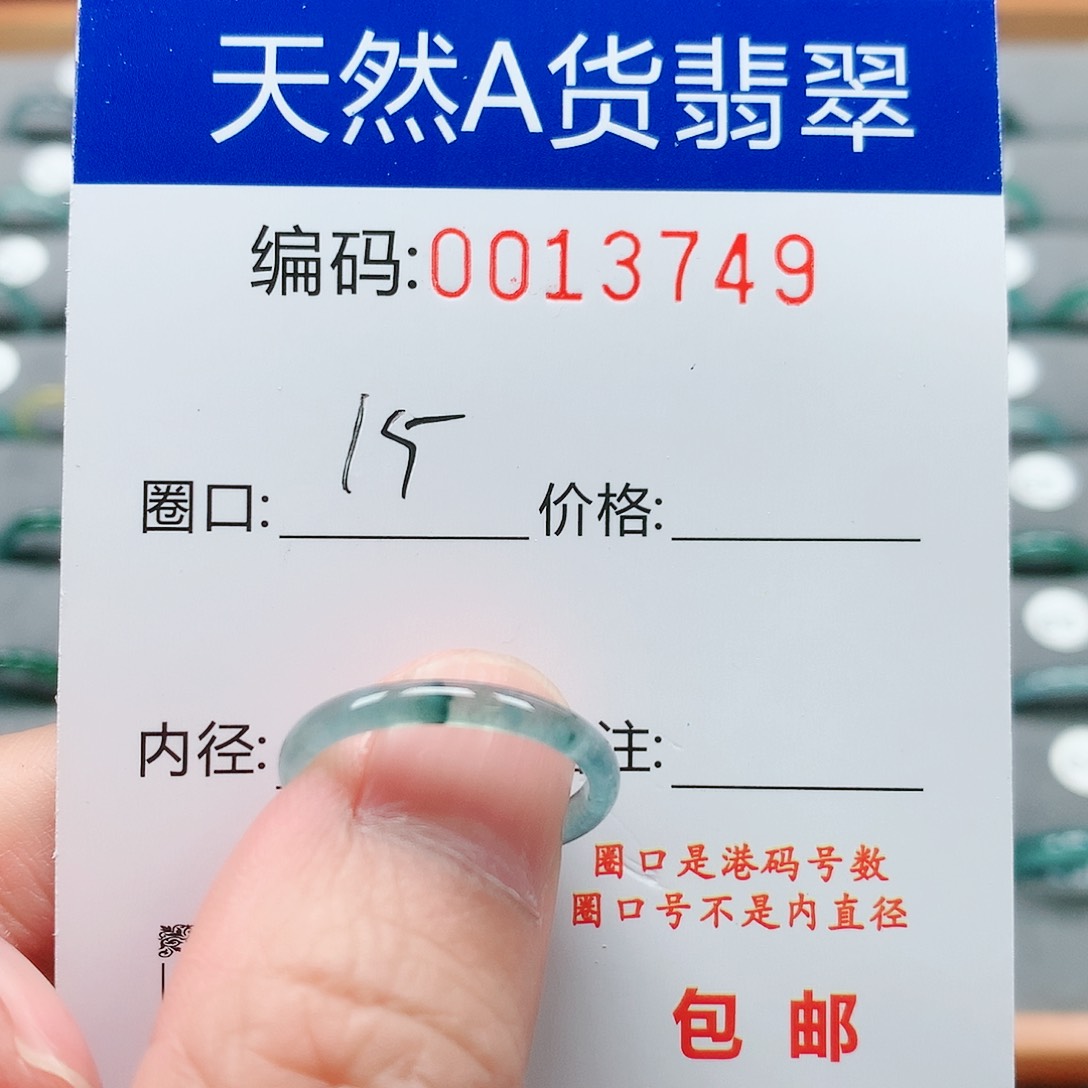 天然A货翡翠
编码:0013749
圈口: 15 价格:
内径: 注:
圈口是港码号数
圈口号不是内直径
包邮